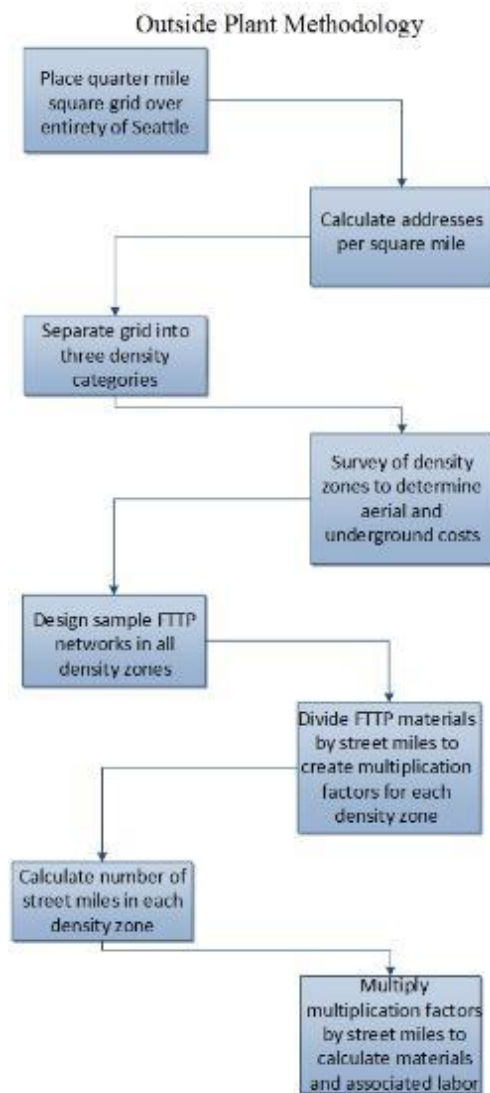 Outside Plant Methodology
Place quarter mile
square grid over
entirety of Seattle
Calculate addresses
per square mile
Separate grid into
three density
categories
Survey of density
zones to determine
aerial and
underground costs
Design sample FTTP
networks in all
density zones
Divide FTTP materials
by street miles to
create multiplication
factors for each
density zone
Calculate number of
street miles in each
density zone
Multiply
multiplication factors
by street miles to
calculate materials
and associated labor